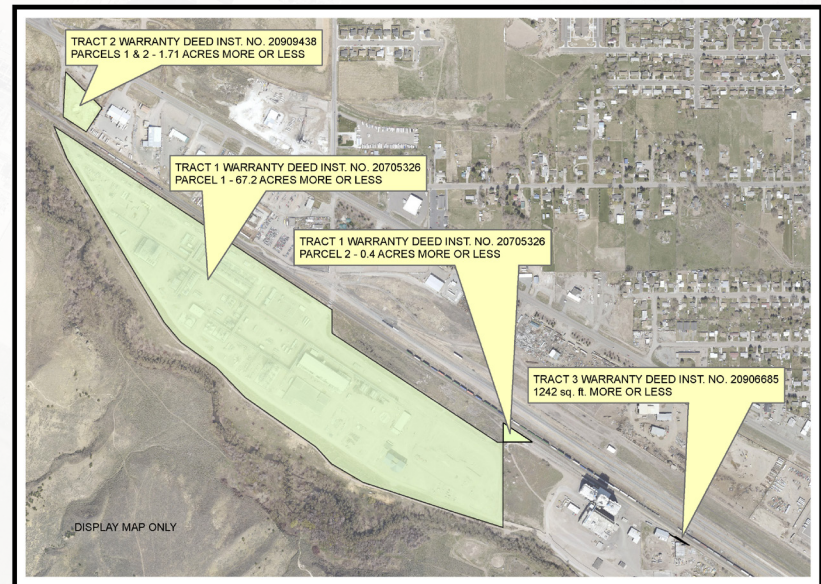 TRACT 2 WARRANTY DEED INST. NO. 20909438
PARCELS 1 & 2 - 1.71 ACRES MORE OR LESS
TRACT 1 WARRANTY DEED INST. NO. 20705326
PARCEL 1 - 67.2 ACRES MORE OR LESS
TRACT 1 WARRANTY DEED INST. NO. 20705326
PARCEL 2 - 0.4 ACRES MORE OR LESS
TRACT 3 WARRANTY DEED INST. NO. 20906685
1242 sq. ft. MORE OR LESS
DISPLAY MAP ONLY